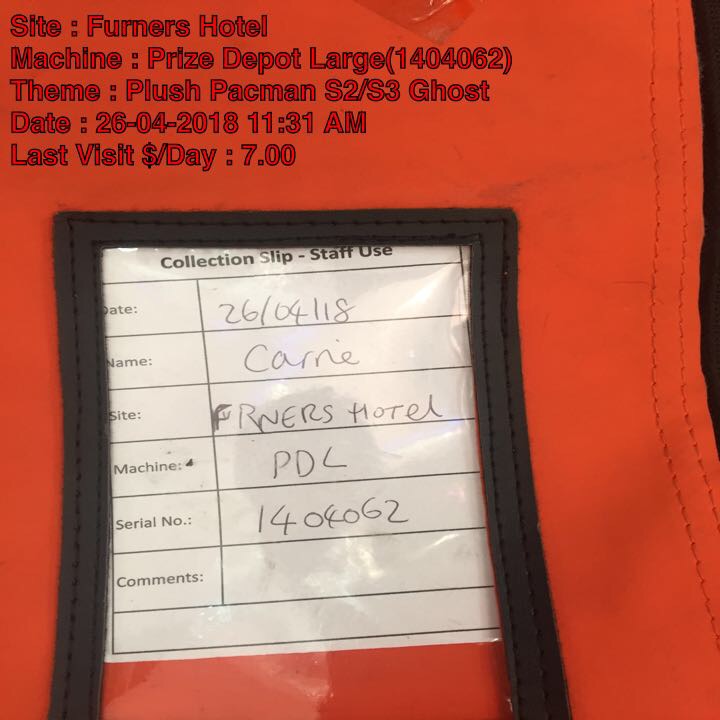 Site : Furners Hotel
Machine : Prize Depot Large(1404062)
Theme : Plush Pacman S2/S3 Ghost
Date : 26-04-2018 11:31 AM
Last Visit $/Day : 7.00
Collection Slip - Staff Use
Date: 26/04/18
Name: Carrie
Site: FRNERS HOTel
Machine: PDL
Serial No.: 1404062
Comments: